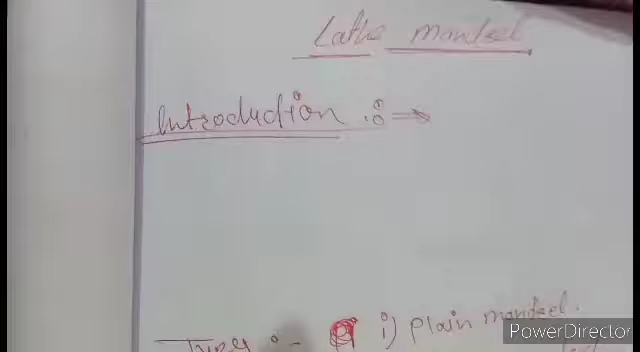 Lathe mandrel
Introduction :→
Types :- i) plain mandrel.
PowerDirector